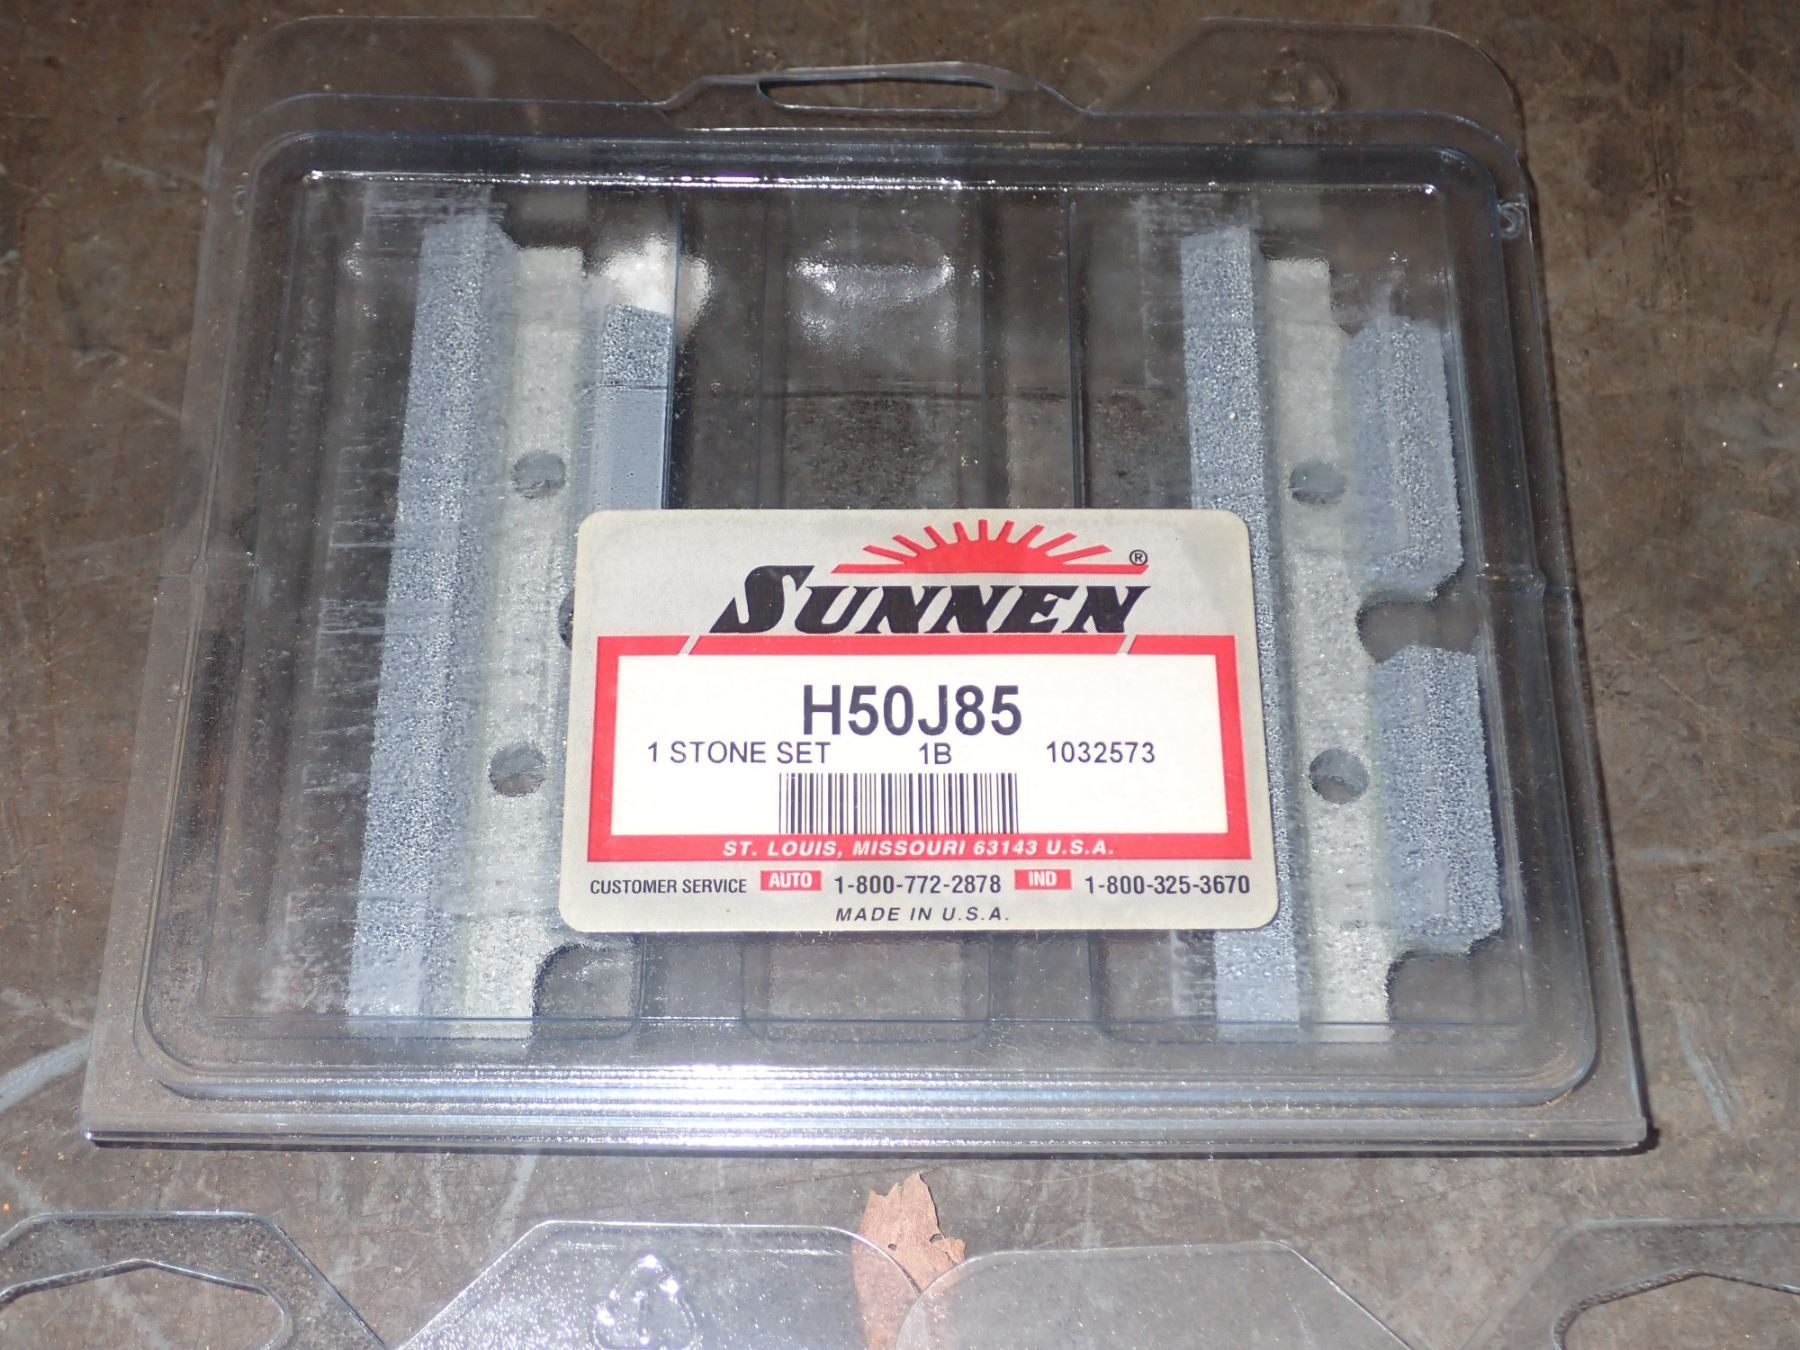 SUNNEN®
H50J85
1 STONE SET 1B 1032573
ST. LOUIS, MISSOURI 63143 U.S.A.
CUSTOMER SERVICE AUTO 1-800-772-2878 IND 1-800-325-3670
MADE IN U.S.A.
1